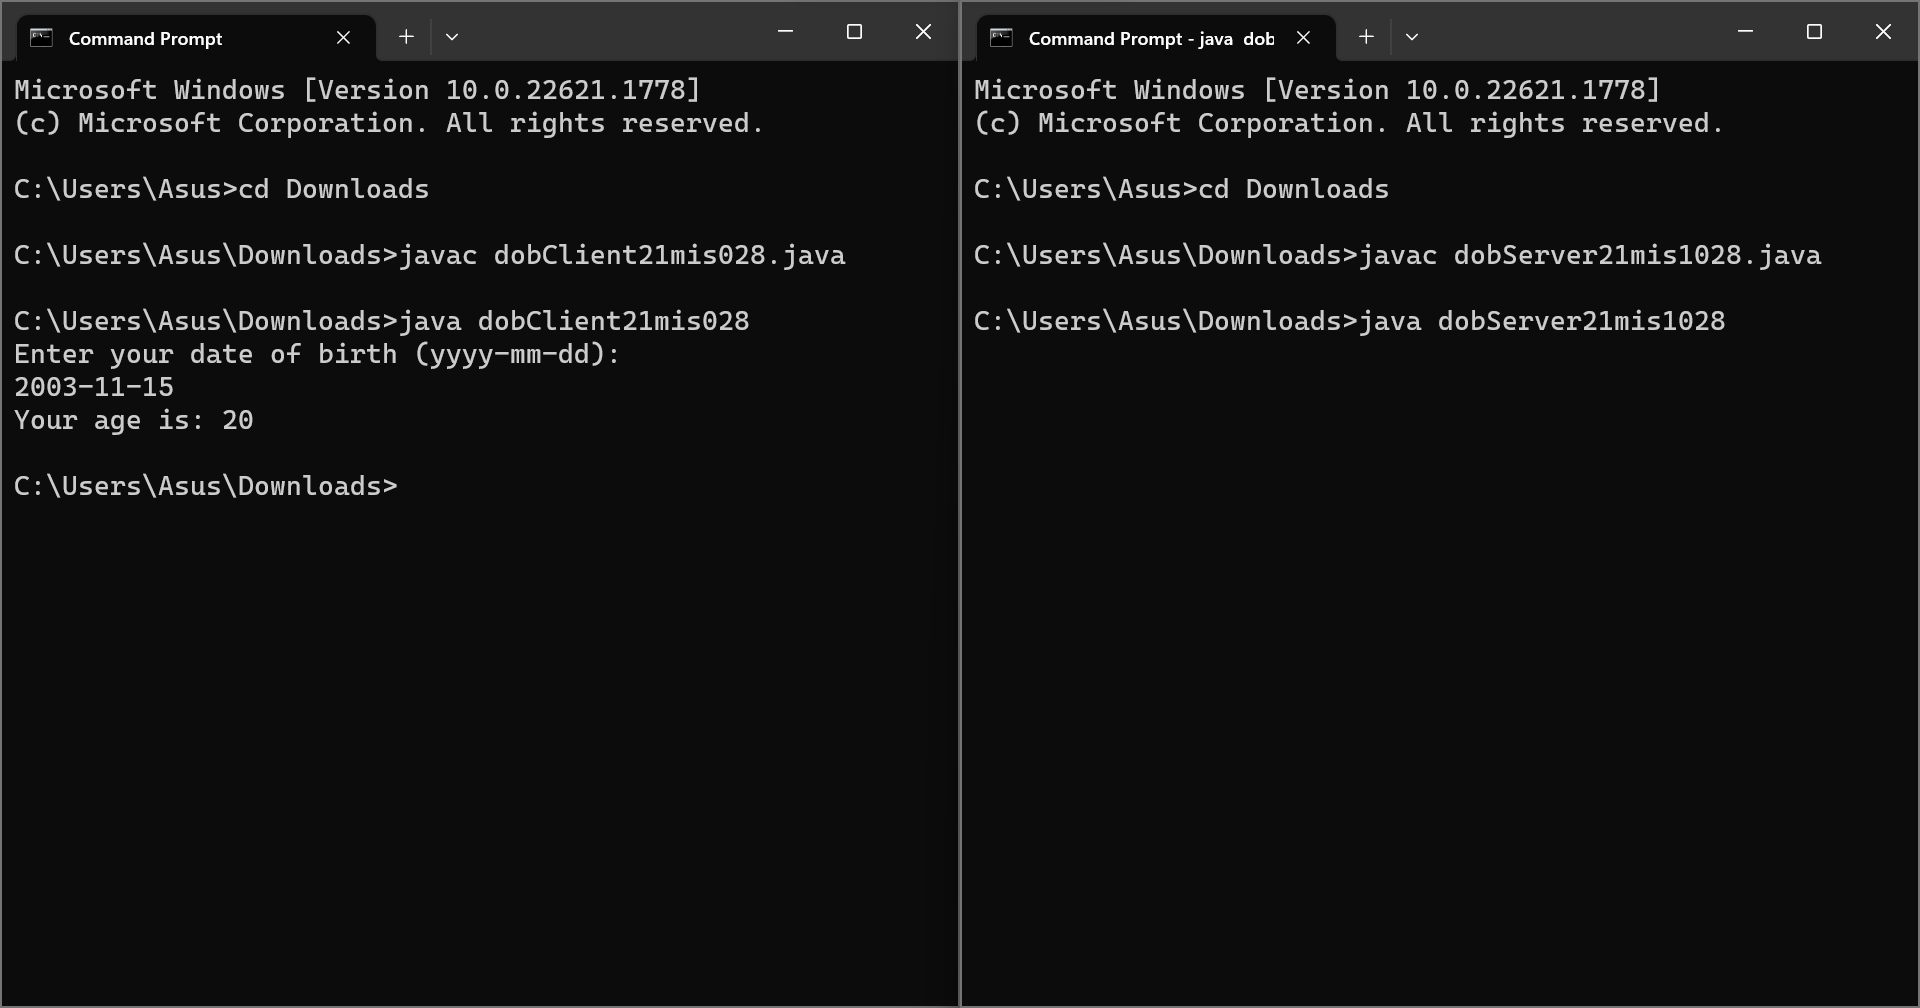 Command Prompt
Microsoft Windows [Version 10.0.22621.1778]
(c) Microsoft Corporation. All rights reserved.
C:\Users\Asus>cd Downloads
C:\Users\Asus\Downloads>javac dobClient21mis028.java
C:\Users\Asus\Downloads>java dobClient21mis028
Enter your date of birth (yyyy-mm-dd):
2003-11-15
Your age is: 20
C:\Users\Asus\Downloads>
Command Prompt - java  dob
Microsoft Windows [Version 10.0.22621.1778]
(c) Microsoft Corporation. All rights reserved.
C:\Users\Asus>cd Downloads
C:\Users\Asus\Downloads>javac dobServer21mis1028.java
C:\Users\Asus\Downloads>java dobServer21mis1028